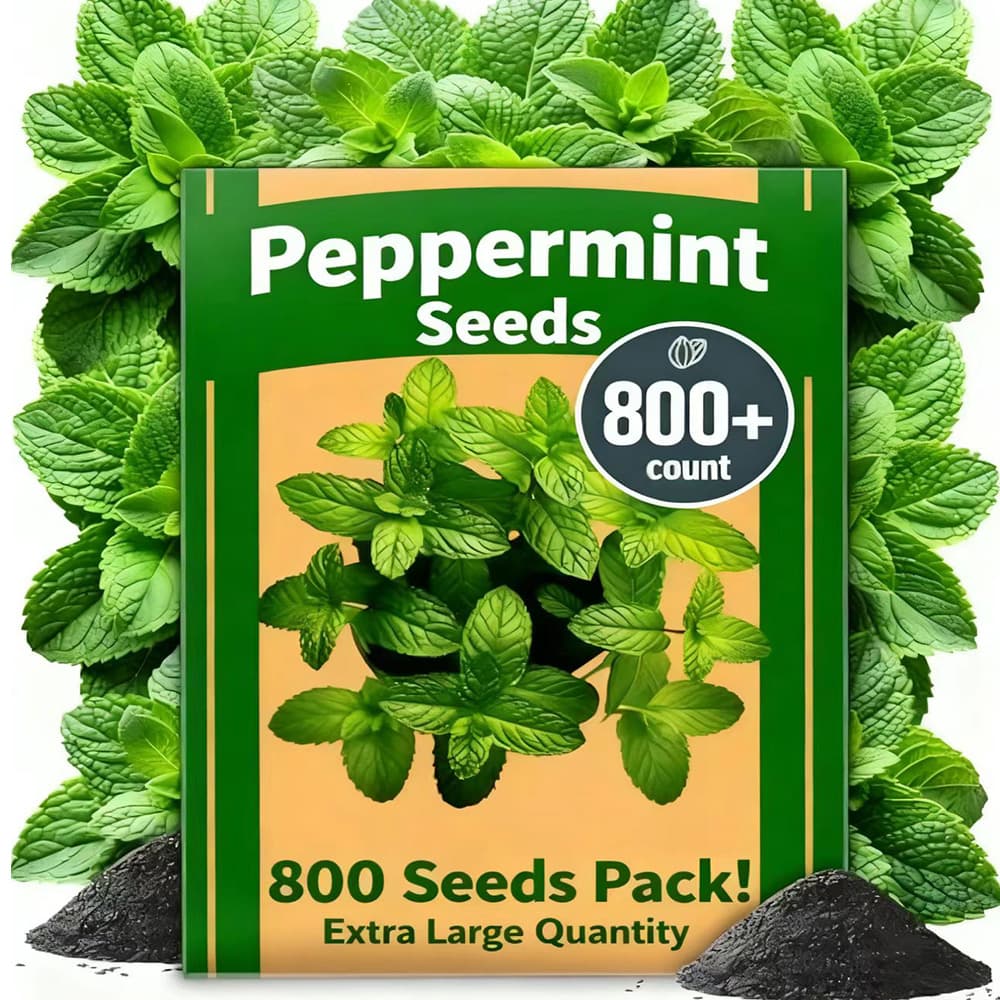 Peppermint
Seeds
800+
count
800 Seeds Pack!
Extra Large Quantity